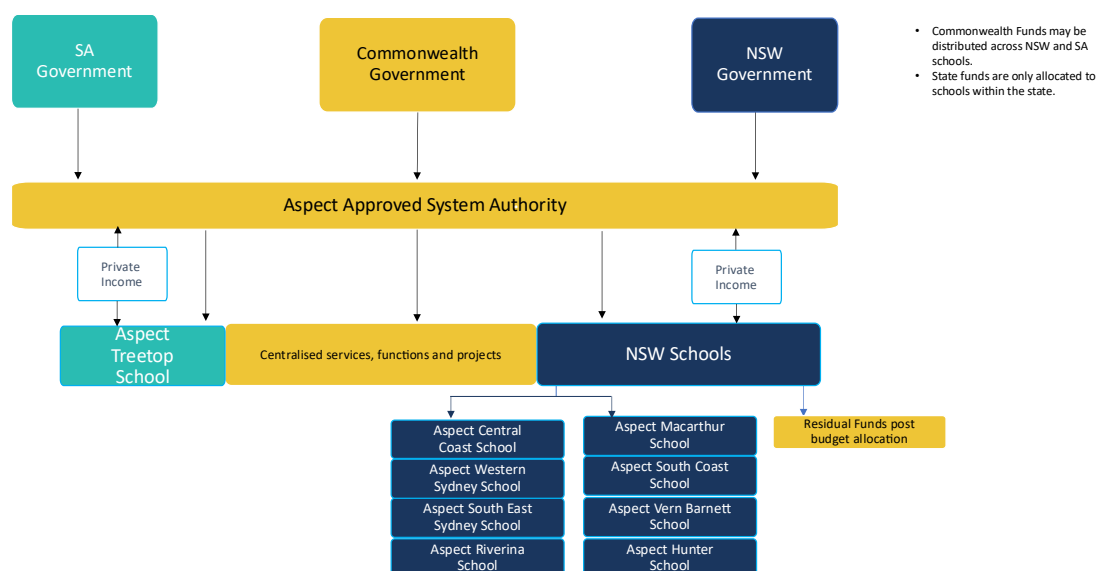 SA
Government
Commonwealth
Government
NSW
Government
• Commonwealth Funds may be
distributed across NSW and SA
schools.
• State funds are only allocated to
schools within the state.
Aspect Approved System Authority
Private
Income
Private
Income
Aspect
Treetop
School
Centralised services, functions and projects
NSW Schools
Aspect Central
Coast School
Aspect Macarthur
School
Residual Funds post
budget allocation
Aspect Western
Sydney School
Aspect South Coast
School
Aspect South East
Sydney School
Aspect Vern Barnett
School
Aspect Riverina
School
Aspect Hunter
School